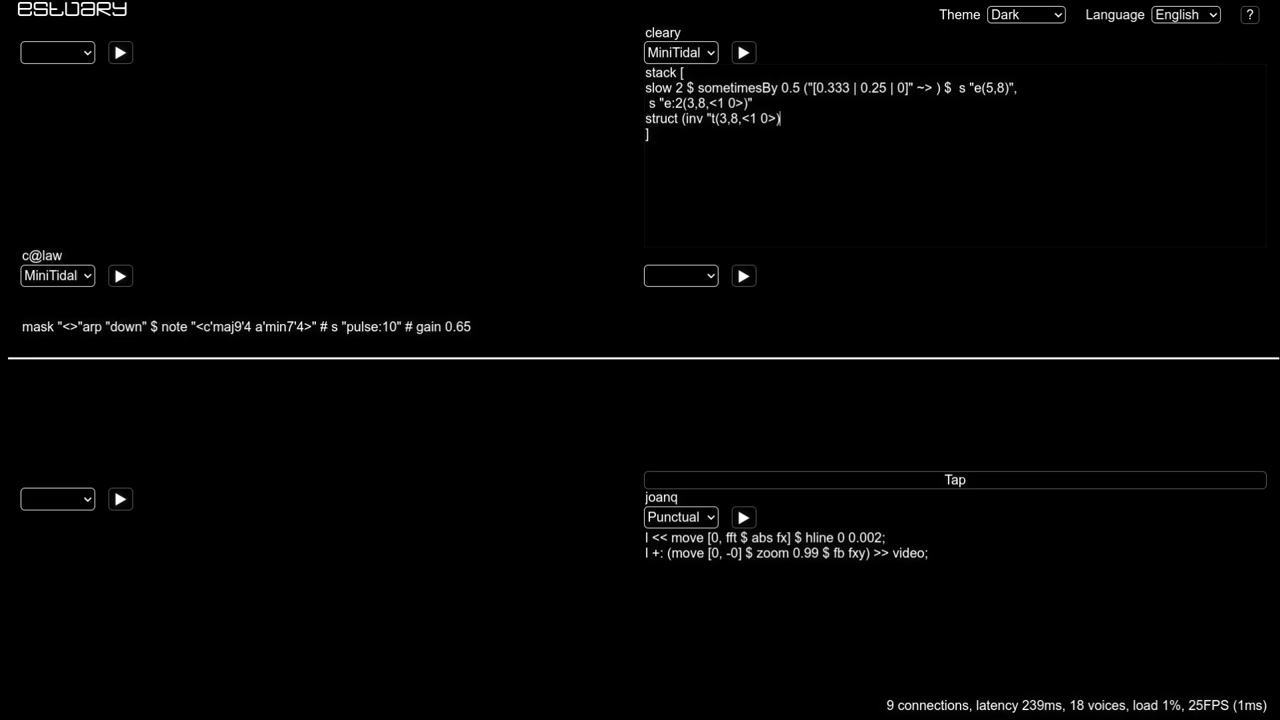 estuary
Theme Dark Language English ?
cleary
MiniTidal
stack [
slow 2 $ sometimesBy 0.5 ("[0.333 | 0.25 | 0]" ~> ) $  s "e(5,8)",
s "e:2(3,8,<1 0>)"
struct (inv "t(3,8,<1 0>)
]
c@law
MiniTidal
mask "<>"arp "down" $ note "<c'maj9'4 a'min7'4>" # s "pulse:10" # gain 0.65
Tap
joanq
Punctual
l << move [0, fft $ abs fx] $ hline 0 0.002;
l +: (move [0, -0] $ zoom 0.99 $ fb fxy) >> video;
9 connections, latency 239ms, 18 voices, load 1%, 25FPS (1ms)